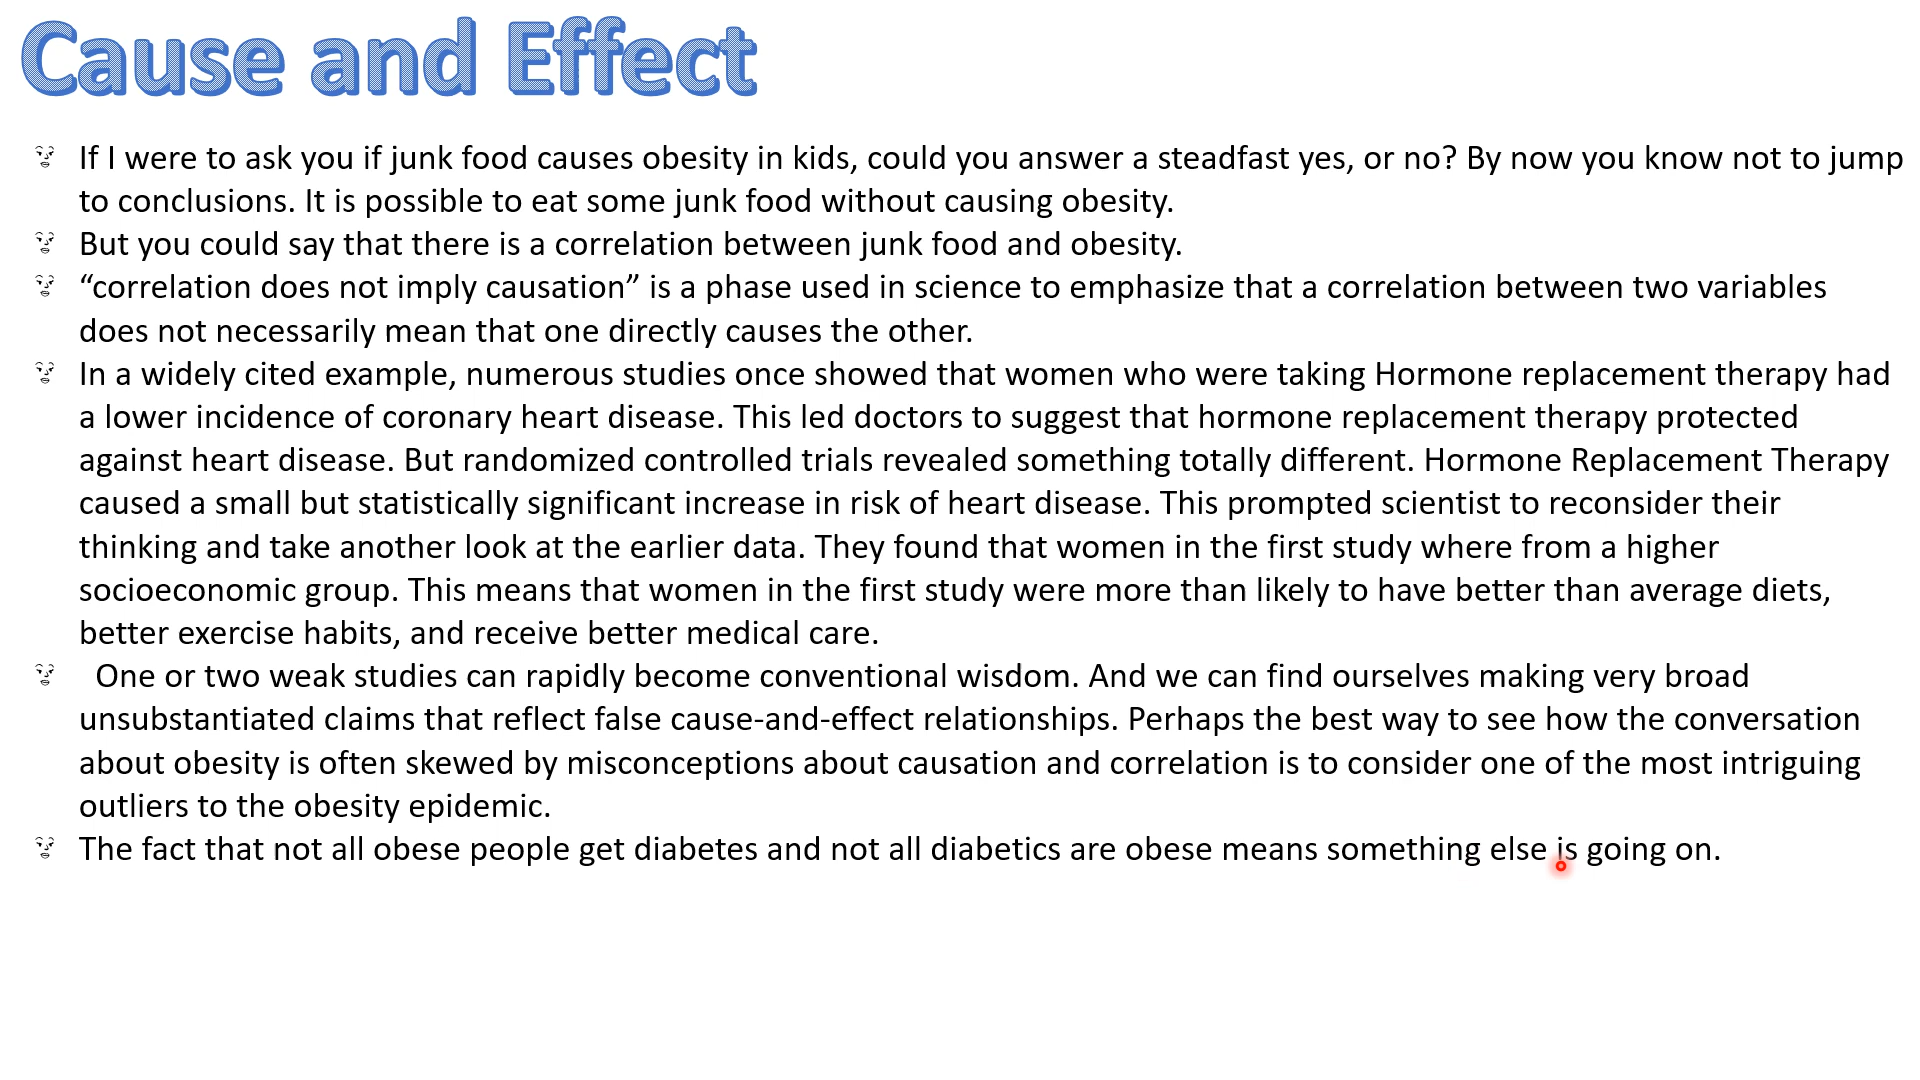 Cause and Effect
If I were to ask you if junk food causes obesity in kids, could you answer a steadfast yes, or no? By now you know not to jump
to conclusions. It is possible to eat some junk food without causing obesity.
But you could say that there is a correlation between junk food and obesity.
“correlation does not imply causation” is a phase used in science to emphasize that a correlation between two variables
does not necessarily mean that one directly causes the other.
In a widely cited example, numerous studies once showed that women who were taking Hormone replacement therapy had
a lower incidence of coronary heart disease. This led doctors to suggest that hormone replacement therapy protected
against heart disease. But randomized controlled trials revealed something totally different. Hormone Replacement Therapy
caused a small but statistically significant increase in risk of heart disease. This prompted scientist to reconsider their
thinking and take another look at the earlier data. They found that women in the first study where from a higher
socioeconomic group. This means that women in the first study were more than likely to have better than average diets,
better exercise habits, and receive better medical care.
One or two weak studies can rapidly become conventional wisdom. And we can find ourselves making very broad
unsubstantiated claims that reflect false cause-and-effect relationships. Perhaps the best way to see how the conversation
about obesity is often skewed by misconceptions about causation and correlation is to consider one of the most intriguing
outliers to the obesity epidemic.
The fact that not all obese people get diabetes and not all diabetics are obese means something else is going on.